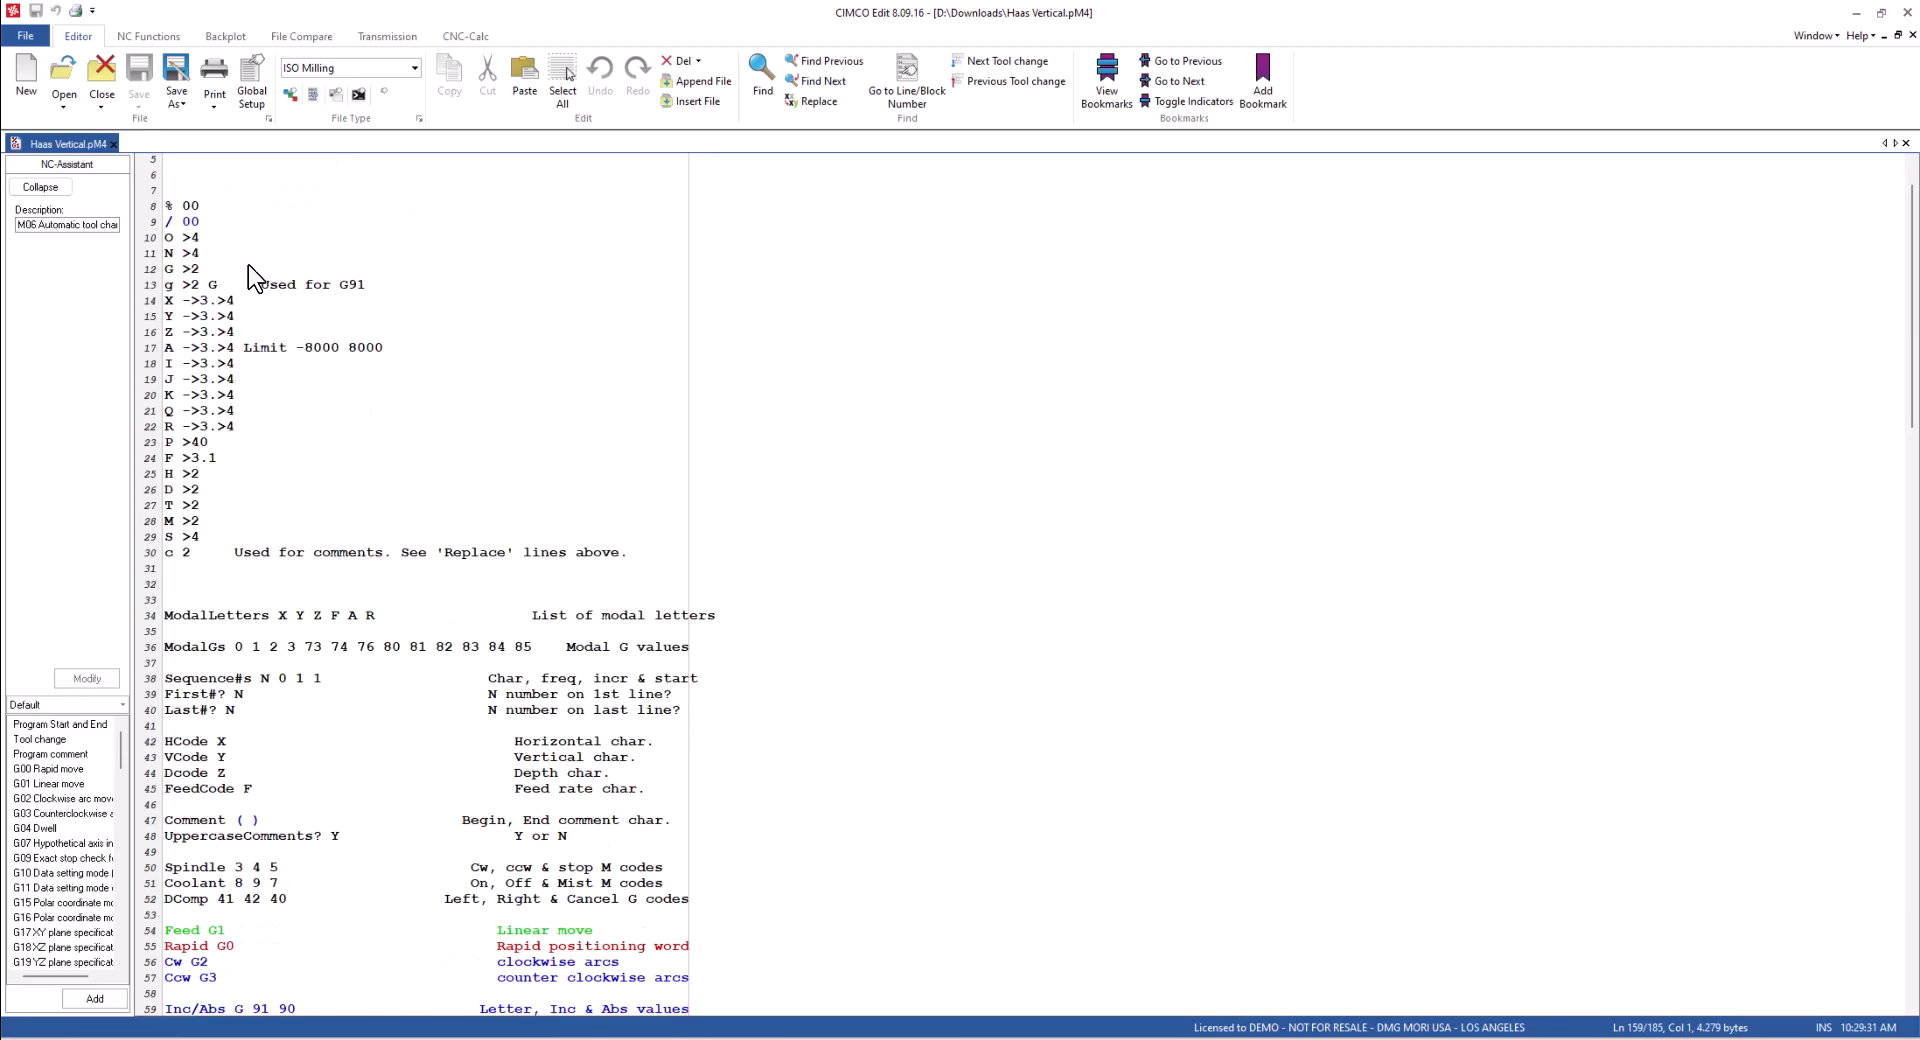 CIMCO Edit 8.09.16 - [D:\Downloads\Haas Vertical.pM4]
File Editor NC Functions Backplot File Compare Transmission CNC-Calc Window Help
New Open Close Save Save As Print Global Setup
File
ISO Milling
File Type
Copy Cut Paste Select All Undo Redo
Del
Append File
Insert File
Edit
Find
Find Previous
Find Next
Replace
Go to Line/Block Number
Next Tool change
Previous Tool change
Find
View Bookmarks
Go to Previous
Go to Next
Toggle Indicators
Add Bookmark
Bookmarks
Haas Vertical.pM4
NC-Assistant
Collapse
Description:
M06 Automatic tool cha
Modify
Default
Program Start and End
Tool change
Program comment
G00 Rapid move
G01 Linear move
G02 Clockwise arc mov
G03 Counterclockwise a
G04 Dwell
G07 Hypothetical axis in
G09 Exact stop check f
G10 Data setting mode
G11 Data setting mode
G15 Polar coordinate m
G16 Polar coordinate m
G17 XY plane specificat
G18 XZ plane specificat
G19 YZ plane specificat
Add
5
6
7
8 % 00
9 / 00
10 O >4
11 N >4
12 G >2
13 g >2 G Used for G91
14 X ->3.>4
15 Y ->3.>4
16 Z ->3.>4
17 A ->3.>4 Limit -8000 8000
18 I ->3.>4
19 J ->3.>4
20 K ->3.>4
21 Q ->3.>4
22 R ->3.>4
23 P >40
24 F >3.1
25 H >2
26 D >2
27 T >2
28 M >2
29 S >4
30 c 2 Used for comments. See 'Replace' lines above.
31
32
33
34 ModalLetters X Y Z F A R List of modal letters
35
36 ModalGs 0 1 2 3 73 74 76 80 81 82 83 84 85 Modal G values
37
38 Sequence#s N 0 1 1 Char, freq, incr & start
39 First#? N N number on 1st line?
40 Last#? N N number on last line?
41
42 HCode X Horizontal char.
43 VCode Y Vertical char.
44 Dcode Z Depth char.
45 FeedCode F Feed rate char.
46
47 Comment ( ) Begin, End comment char.
48 UppercaseComments? Y Y or N
49
50 Spindle 3 4 5 Cw, ccw & stop M codes
51 Coolant 8 9 7 On, Off & Mist M codes
52 DComp 41 42 40 Left, Right & Cancel G codes
53
54 Feed G1 Linear move
55 Rapid G0 Rapid positioning word
56 Cw G2 clockwise arcs
57 Ccw G3 counter clockwise arcs
58
59 Inc/Abs G 91 90 Letter, Inc & Abs values
Licensed to DEMO - NOT FOR RESALE - DMG MORI USA - LOS ANGELES Ln 159/185, Col 1, 4.279 bytes INS 10:29:31 AM